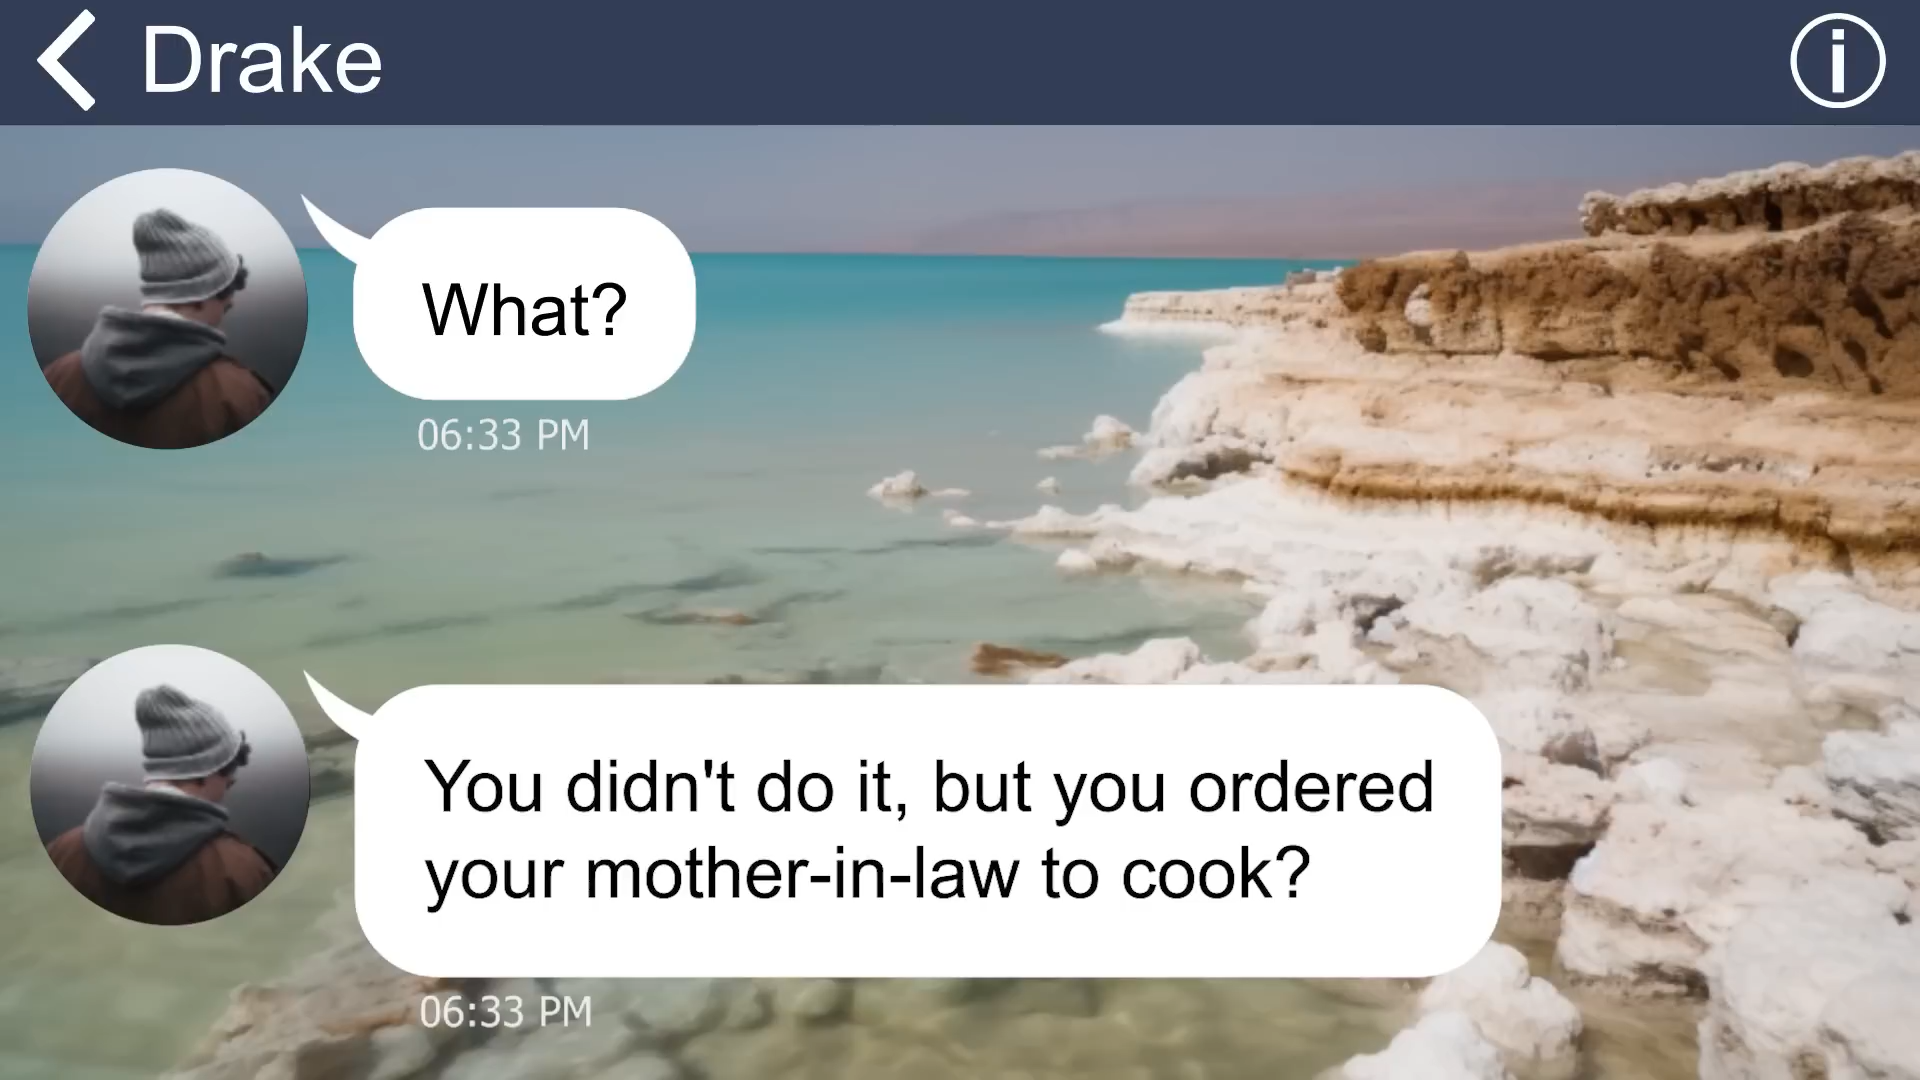 Drake
What?
06:33 PM
You didn't do it, but you ordered
your mother-in-law to cook?
06:33 PM